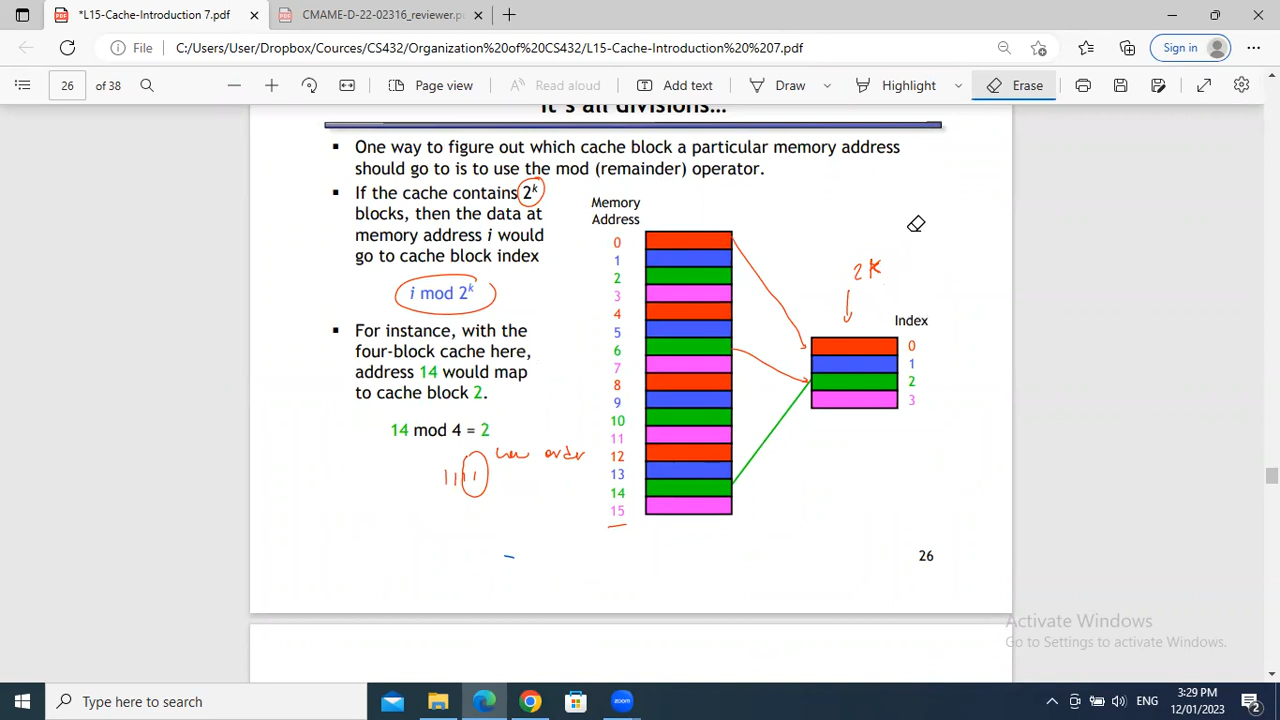 *L15-Cache-Introduction 7.pdf
CMAME-D-22-02316_reviewer.p
File
C:/Users/User/Dropbox/Cources/CS432/Organization%20of%20CS432/L15-Cache-Introduction%20%207.pdf
Sign in
26 of 38
Page view
Read aloud
Add text
Draw
Highlight
Erase
It's all divisions...
▪ One way to figure out which cache block a particular memory address
should go to is to use the mod (remainder) operator.
▪ If the cache contains 2^k
blocks, then the data at
memory address i would
go to cache block index
i mod 2^k
▪ For instance, with the
four-block cache here,
address 14 would map
to cache block 2.
14 mod 4 = 2
1111
order
Memory
Address
0
1
2
3
4
5
6
7
8
9
10
11
12
13
14
15
2K
Index
0
1
2
3
26
Activate Windows
Go to Settings to activate Windows.
Type here to search
zoom
ENG
3:29 PM
12/01/2023
2